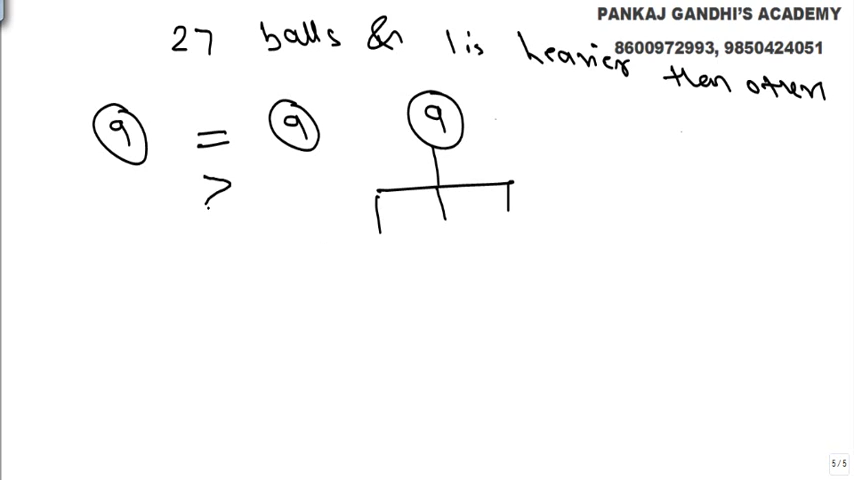 PANKAJ GANDHI'S ACADEMY
8600972993, 9850424051
27 balls & 1 is heavier then others
9 = 9 9
>
5/5